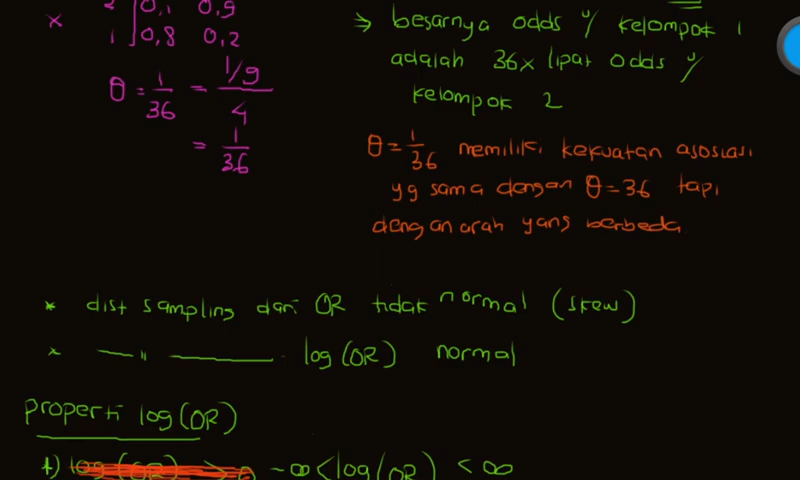 2 0,1 0,9
x 1 0,8 0,2
θ = 1/36 = (1/9)/4
= 1/36
⇒ besarnya odds u/ kelompok 1
adalah 36x lipat odds u/
kelompok 2
θ = 1/36 memiliki kekuatan asosiasi
yg sama dengan θ = 36 tapi
dengan arah yang berbeda
* dist sampling dari OR tidak normal (skew)
* — " — log(OR) normal
properti log(OR)
1) -∞ < log(OR) < ∞